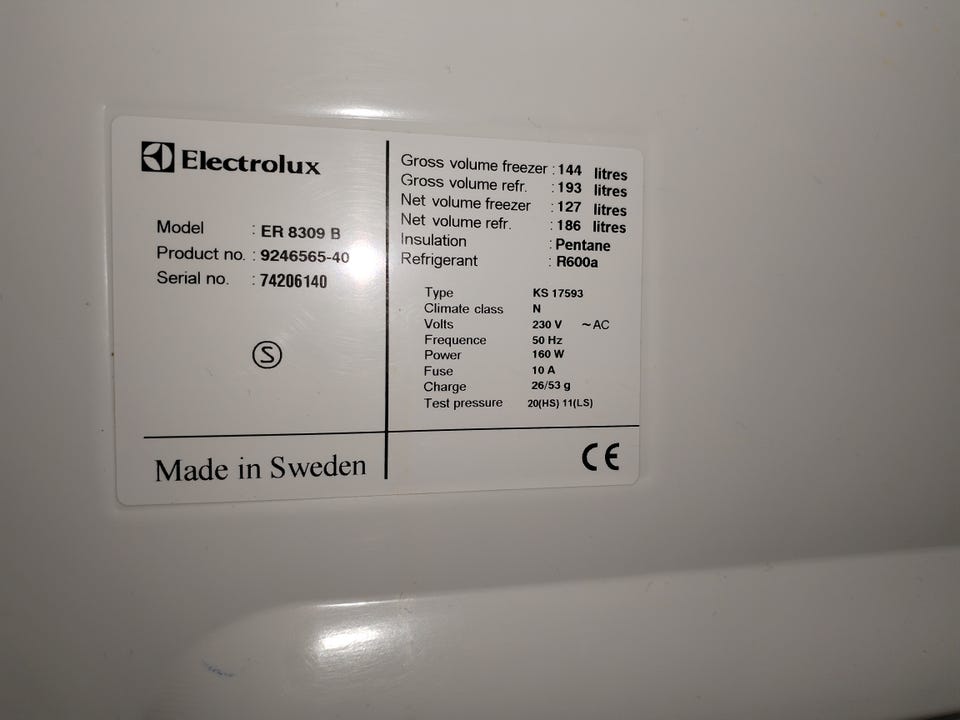 Electrolux
Model : ER 8309 B
Product no. : 9246565-40
Serial no. : 74206140
S
Made in Sweden
Gross volume freezer : 144 litres
Gross volume refr. : 193 litres
Net volume freezer : 127 litres
Net volume refr. : 186 litres
Insulation : Pentane
Refrigerant : R600a
Type KS 17593
Climate class N
Volts 230 V ~ AC
Frequence 50 Hz
Power 160 W
Fuse 10 A
Charge 26/53 g
Test pressure 20(HS) 11(LS)
CE